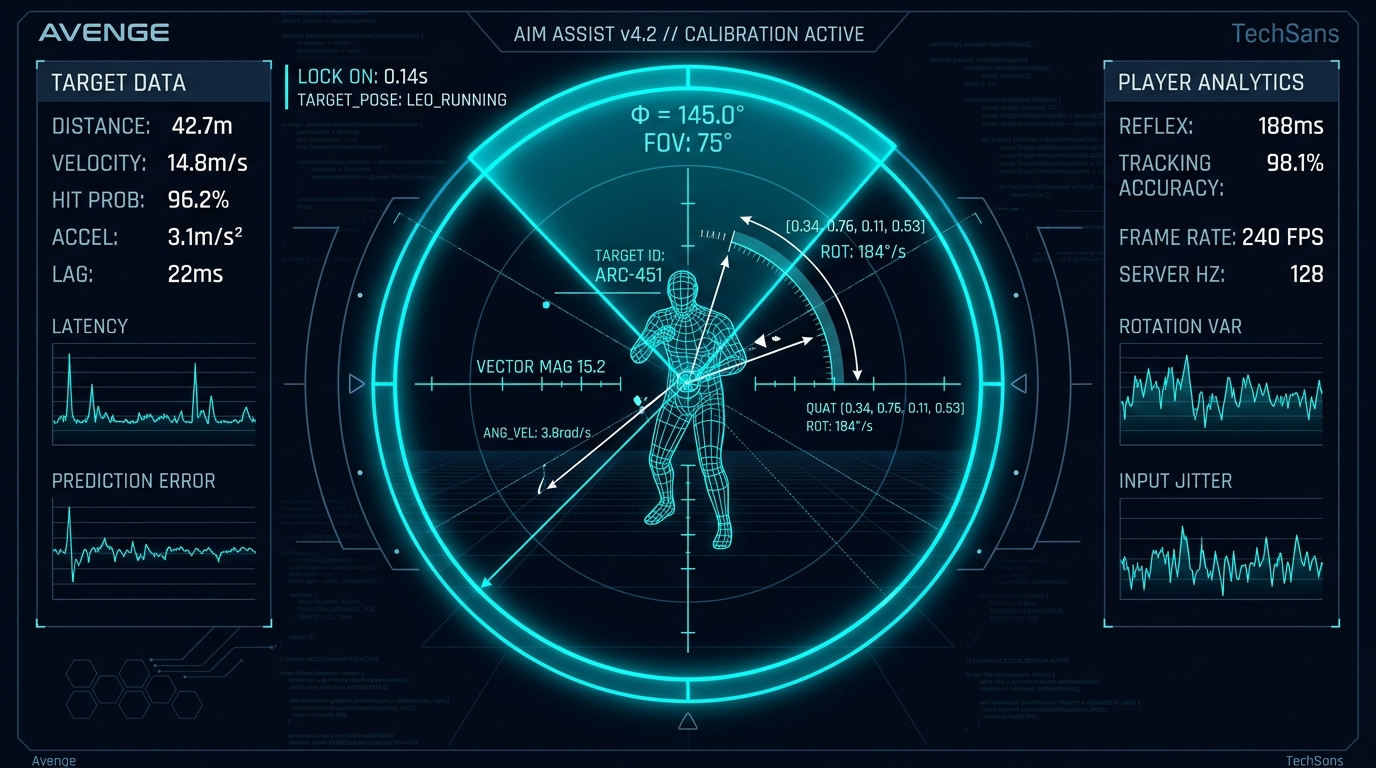 AVENGE
AIM ASSIST v4.2 // CALIBRATION ACTIVE
TechSans
TARGET DATA
DISTANCE: 42.7m
VELOCITY: 14.8m/s
HIT PROB: 96.2%
ACCEL: 3.1m/s²
LAG: 22ms
LATENCY
PREDICTION ERROR
LOCK ON: 0.14s
TARGET_POSE: LEO_RUNNING
Φ = 145.0°
FOV: 75°
[0.34, 0.76, 0.11, 0.53]
ROT: 184°/s
TARGET ID:
ARC-451
VECTOR MAG 15.2
ANG_VEL: 3.8rad/s
QUAT [0.34, 0.76, 0.11, 0.53]
ROT: 184°/s
PLAYER ANALYTICS
REFLEX: 188ms
TRACKING 98.1%
ACCURACY:
FRAME RATE: 240 FPS
SERVER HZ: 128
ROTATION VAR
INPUT JITTER
Avenge
TechSons